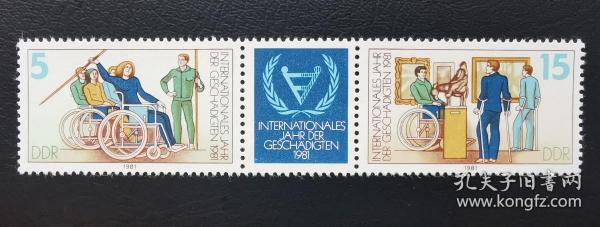 5
INTERNATIONALES JAHR
DER GESCHÄDIGTEN 1981
DDR
1981
INTERNATIONALES
JAHR DER
GESCHÄDIGTEN
1981
15
INTERNATIONALES JAHR
DER GESCHÄDIGTEN 1981
DDR
1981
孔夫子旧书网
www.kongfz.com